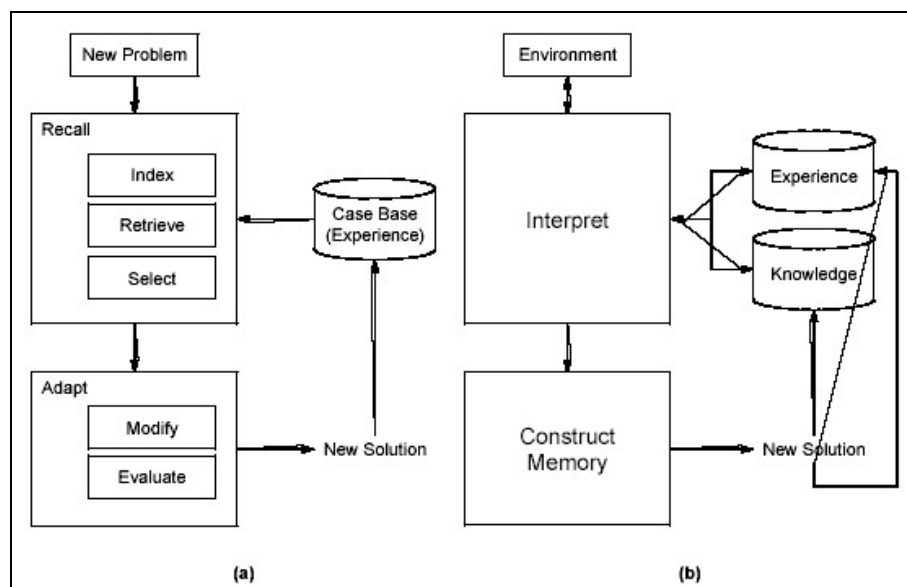 New Problem
Recall
Index
Retrieve
Select
Case Base
(Experience)
Adapt
Modify
Evaluate
New Solution
(a)
Environment
Interpret
Experience
Knowledge
Construct
Memory
New Solution
(b)